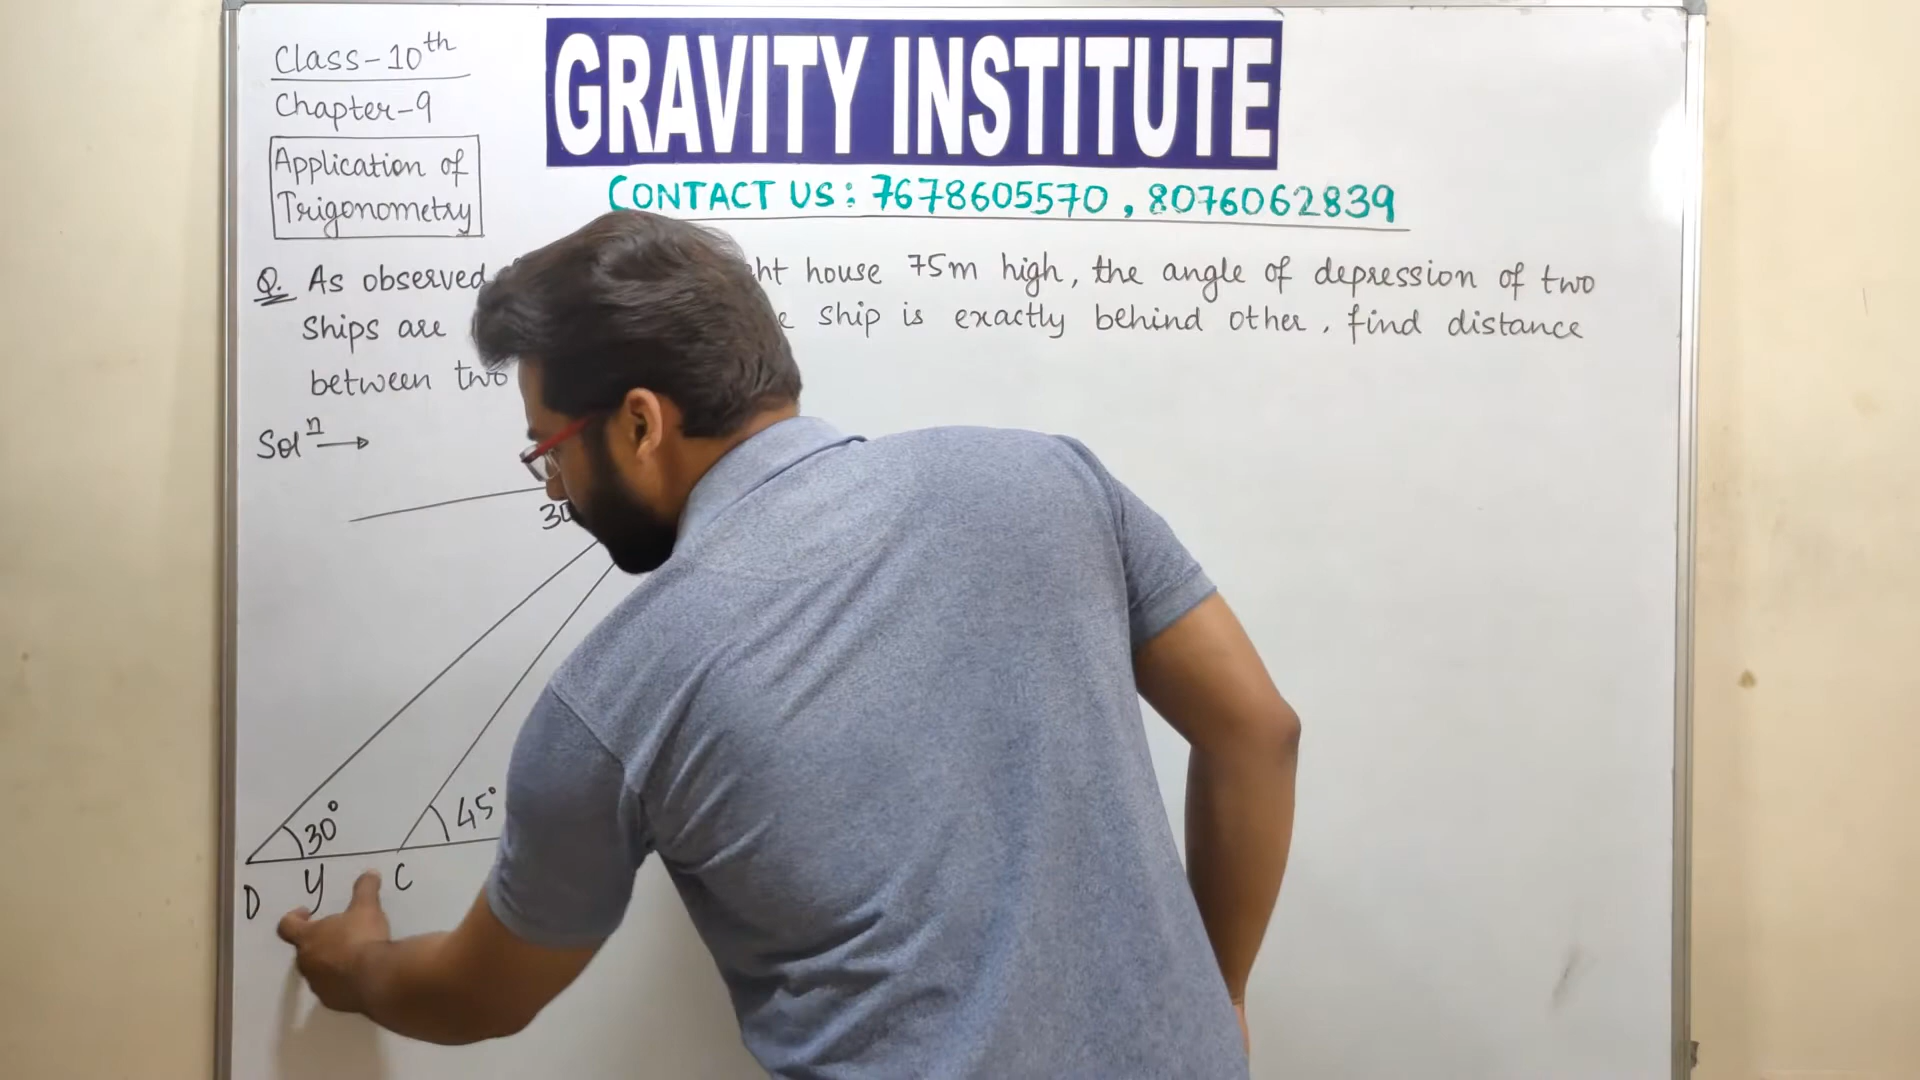 Class-10th
Chapter-9
Application of
Trigonometry
GRAVITY INSTITUTE
CONTACT US: 7678605570, 8076062839
Q. As observed house 75m high, the angle of depression of two
ships are ship is exactly behind other, find distance
between two
Solⁿ→
30°
45°
D y C